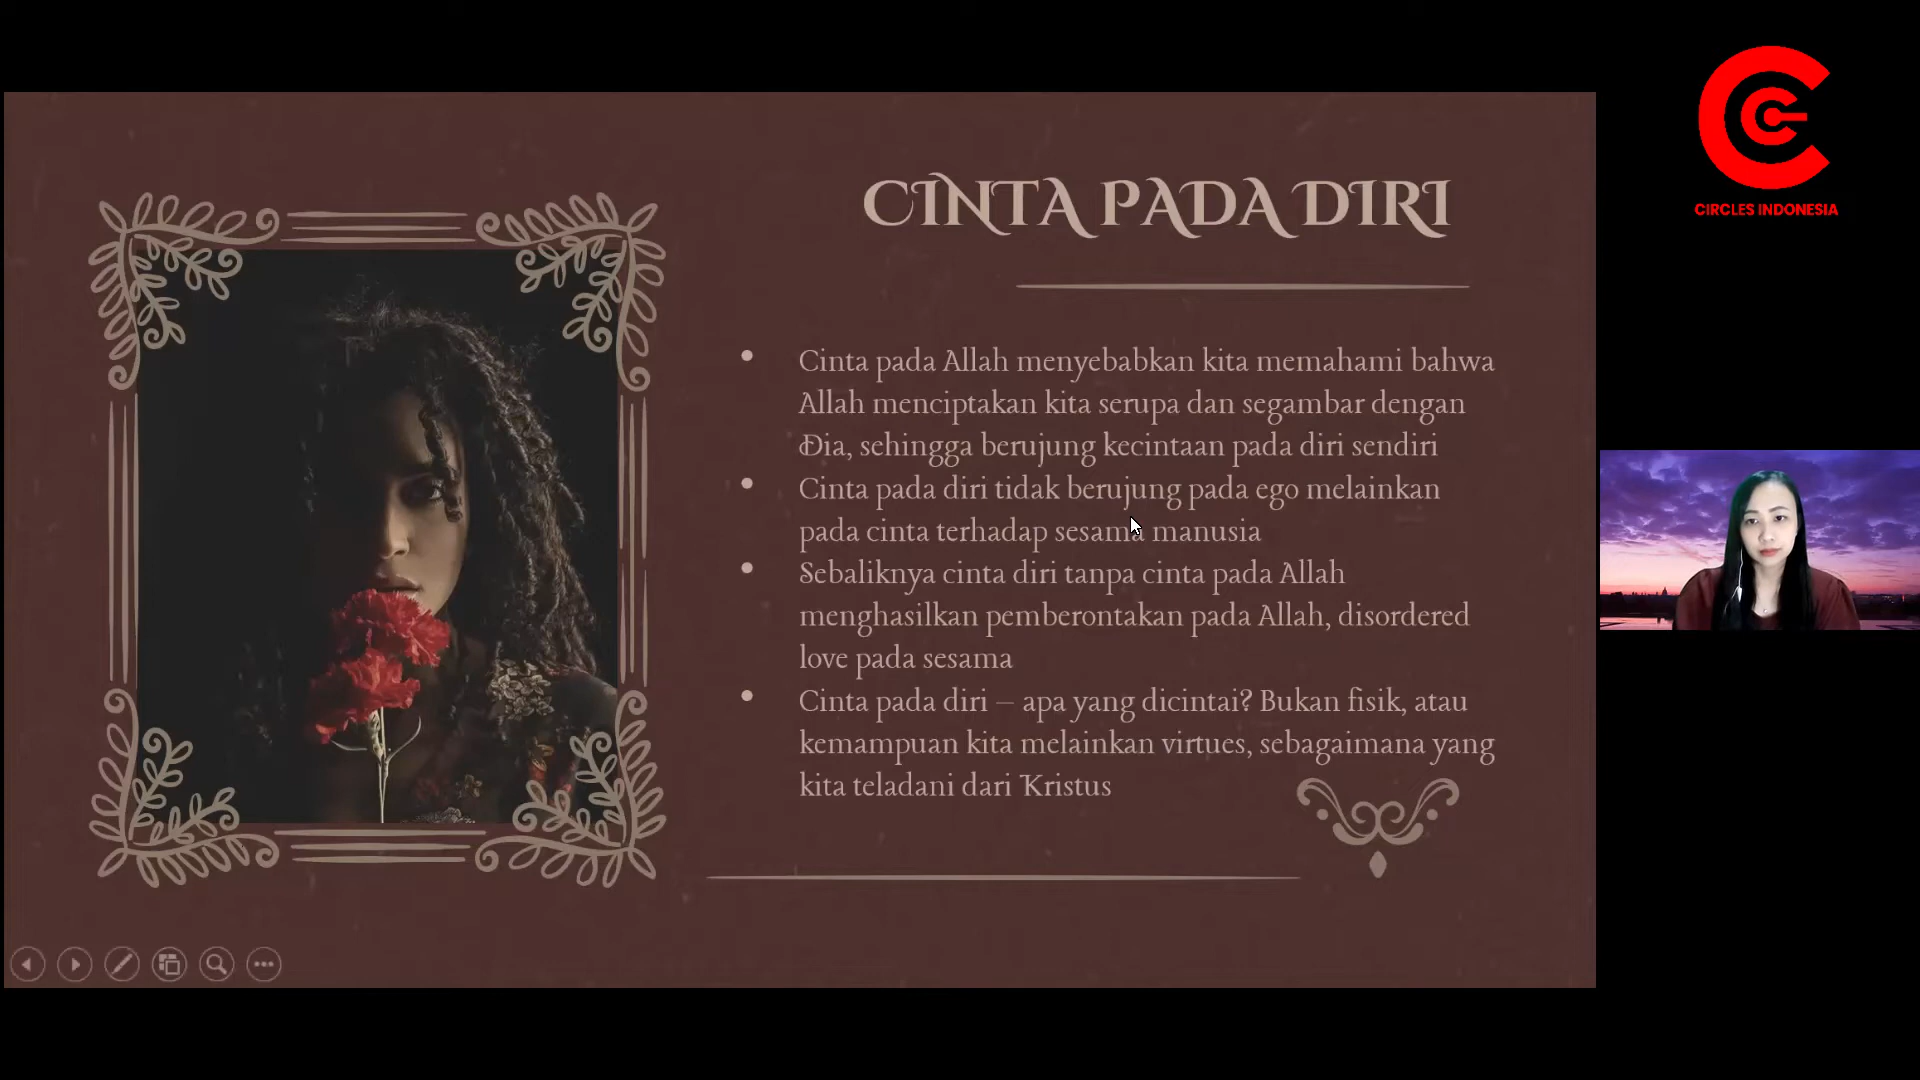 CINTA PADA DIRI
• Cinta pada Allah menyebabkan kita memahami bahwa
Allah menciptakan kita serupa dan segambar dengan
Dia, sehingga berujung kecintaan pada diri sendiri
• Cinta pada diri tidak berujung pada ego melainkan
pada cinta terhadap sesama manusia
• Sebaliknya cinta diri tanpa cinta pada Allah
menghasilkan pemberontakan pada Allah, disordered
love pada sesama
• Cinta pada diri – apa yang dicintai? Bukan fisik, atau
kemampuan kita melainkan virtues, sebagaimana yang
kita teladani dari Kristus
CIRCLES INDONESIA